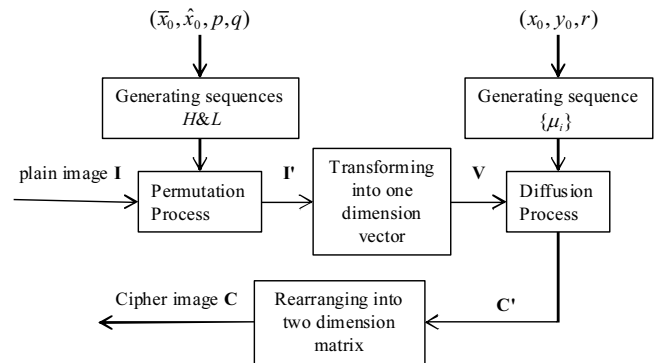 (x̅₀, x̂₀, p, q)
(x₀, y₀, r)
Generating sequences
H&L
Generating sequence
{μᵢ}
plain image I
Permutation
Process
I'
Transforming
into one
dimension
vector
V
Diffusion
Process
Cipher image C
Rearranging into
two dimension
matrix
C'